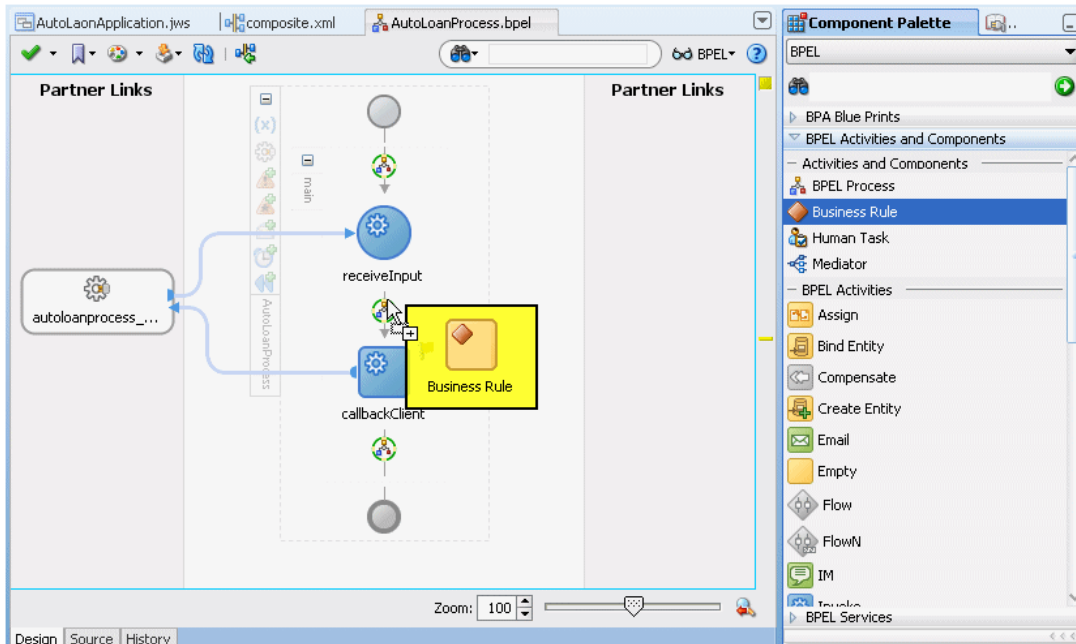 AutoLaonApplication.jws composite.xml AutoLoanProcess.bpel
Component Palette ..
BPEL
BPEL
Partner Links
Partner Links
(x)
main
receiveInput
autoloanprocess_...
AutoLoanProcess
Business Rule
callbackClient
Zoom: 100
Design Source History
BPA Blue Prints
BPEL Activities and Components
Activities and Components
BPEL Process
Business Rule
Human Task
Mediator
BPEL Activities
Assign
Bind Entity
Compensate
Create Entity
Email
Empty
Flow
FlowN
IM
Invoke
BPEL Services